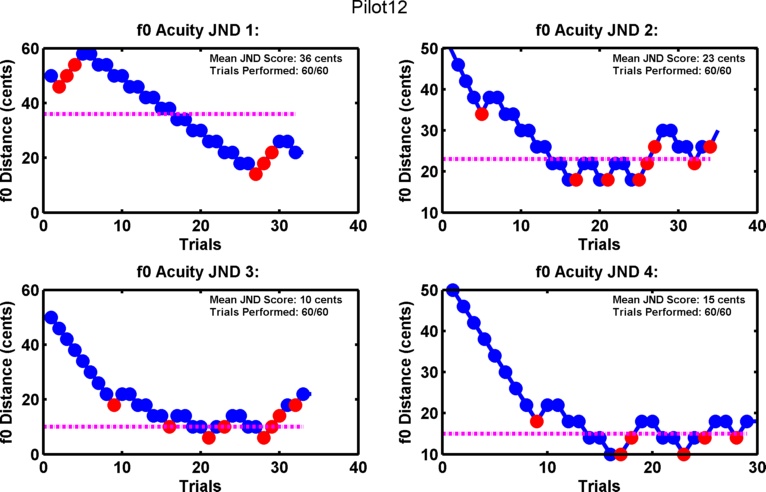 Pilot12
f0 Acuity JND 1:
Mean JND Score: 36 cents
Trials Performed: 60/60
f0 Distance (cents)
60
40
20
0
0 10 20 30 40
Trials
f0 Acuity JND 2:
Mean JND Score: 23 cents
Trials Performed: 60/60
f0 Distance (cents)
50
40
30
20
10
0 10 20 30 40
Trials
f0 Acuity JND 3:
Mean JND Score: 10 cents
Trials Performed: 60/60
f0 Distance (cents)
60
40
20
0
0 10 20 30 40
Trials
f0 Acuity JND 4:
Mean JND Score: 15 cents
Trials Performed: 60/60
f0 Distance (cents)
50
40
30
20
10
0 10 20 30
Trials